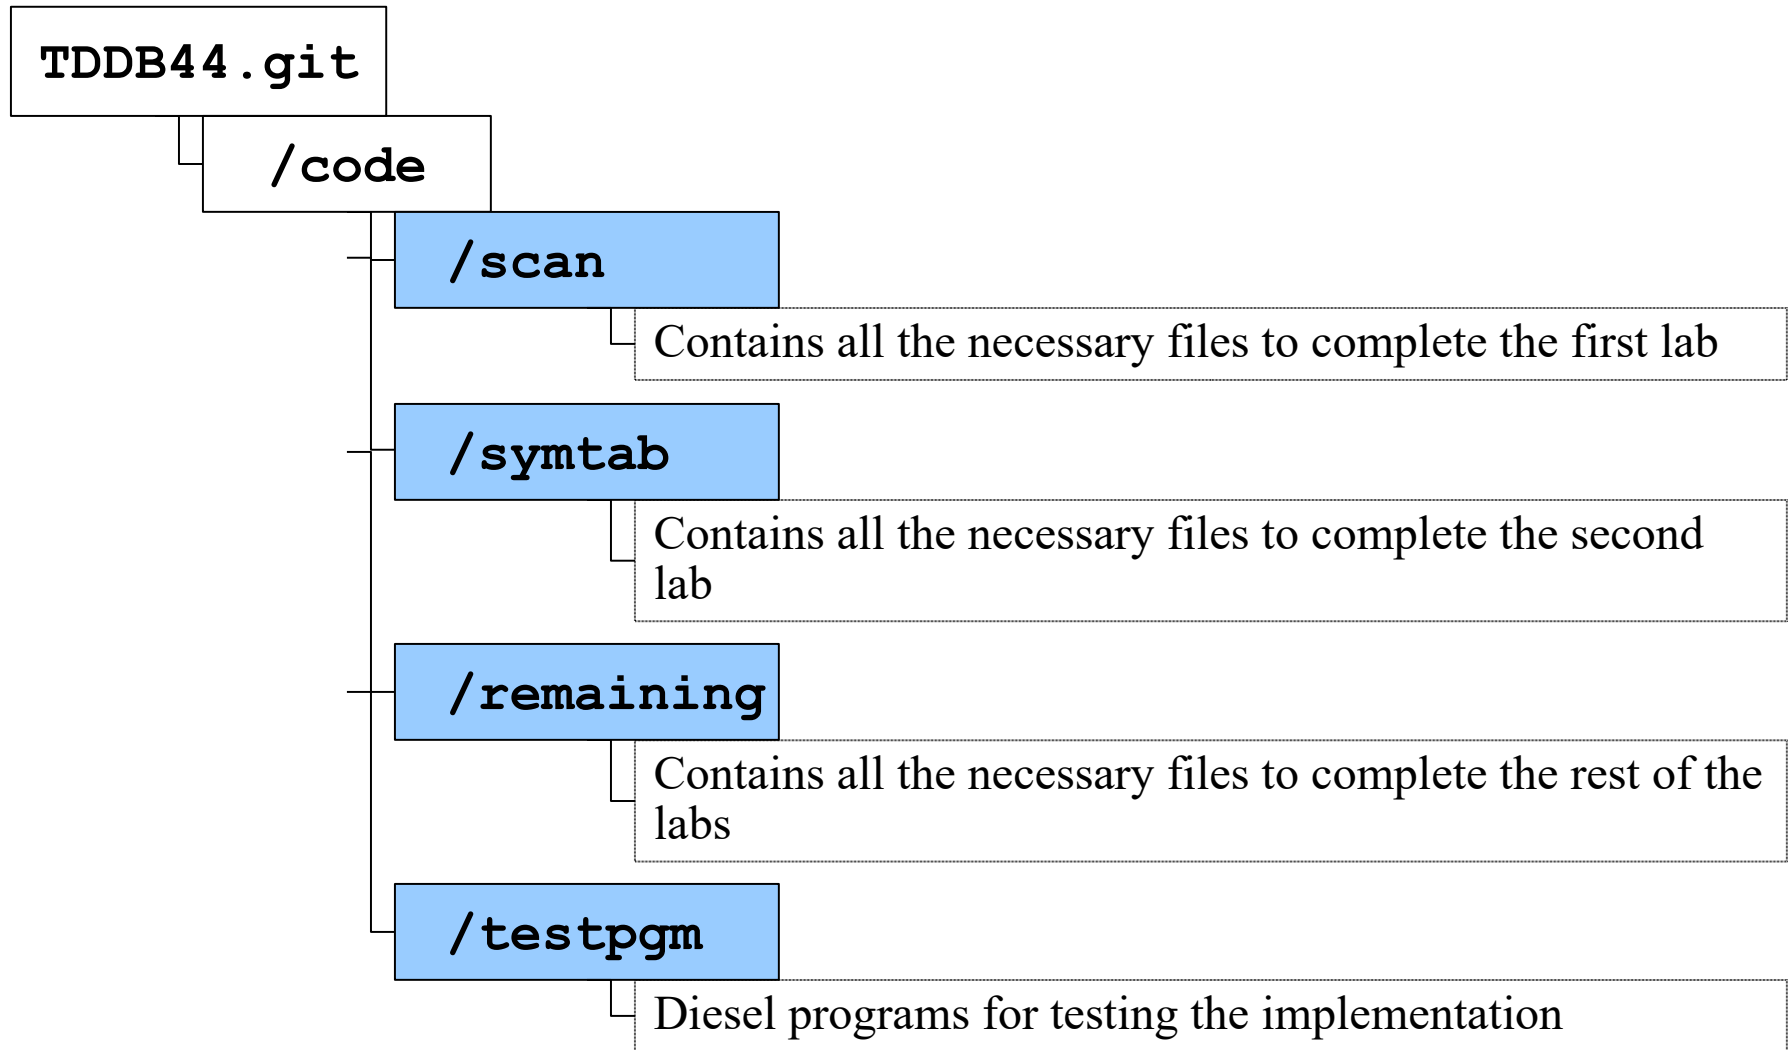 TDDB44.git
/code
/scan
Contains all the necessary files to complete the first lab
/symtab
Contains all the necessary files to complete the second
lab
/remaining
Contains all the necessary files to complete the rest of the
labs
/testpgm
Diesel programs for testing the implementation